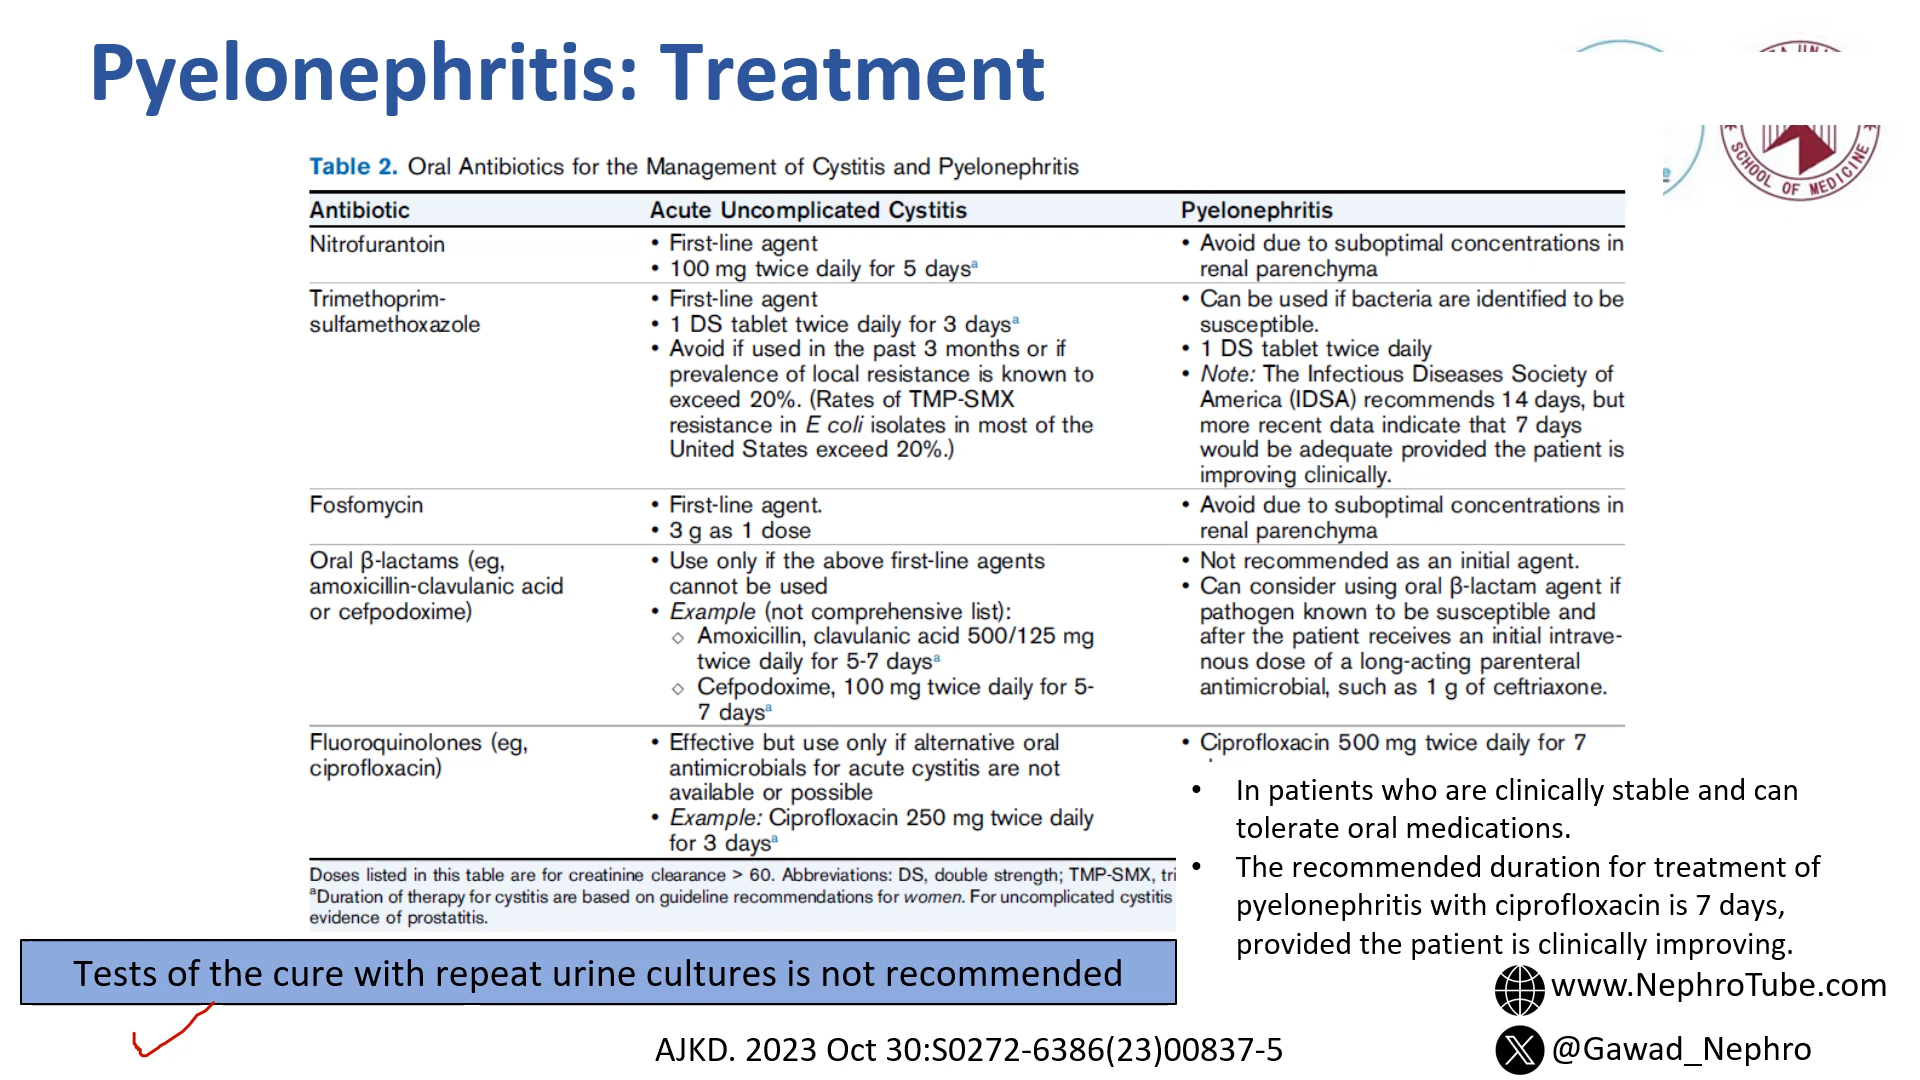 Pyelonephritis: Treatment
SCHOOL OF MEDICINE
Table 2. Oral Antibiotics for the Management of Cystitis and Pyelonephritis
Antibiotic Acute Uncomplicated Cystitis Pyelonephritis
Nitrofurantoin
• First-line agent
• 100 mg twice daily for 5 daysᵃ
• Avoid due to suboptimal concentrations in
renal parenchyma
Trimethoprim-
sulfamethoxazole
• First-line agent
• 1 DS tablet twice daily for 3 daysᵃ
• Avoid if used in the past 3 months or if
prevalence of local resistance is known to
exceed 20%. (Rates of TMP-SMX
resistance in E coli isolates in most of the
United States exceed 20%.)
• Can be used if bacteria are identified to be
susceptible.
• 1 DS tablet twice daily
• Note: The Infectious Diseases Society of
America (IDSA) recommends 14 days, but
more recent data indicate that 7 days
would be adequate provided the patient is
improving clinically.
Fosfomycin
• First-line agent.
• 3 g as 1 dose
• Avoid due to suboptimal concentrations in
renal parenchyma
Oral β-lactams (eg,
amoxicillin-clavulanic acid
or cefpodoxime)
• Use only if the above first-line agents
cannot be used
• Example (not comprehensive list):
◇ Amoxicillin, clavulanic acid 500/125 mg
twice daily for 5-7 daysᵃ
◇ Cefpodoxime, 100 mg twice daily for 5-
7 daysᵃ
• Not recommended as an initial agent.
• Can consider using oral β-lactam agent if
pathogen known to be susceptible and
after the patient receives an initial intrave-
nous dose of a long-acting parenteral
antimicrobial, such as 1 g of ceftriaxone.
Fluoroquinolones (eg,
ciprofloxacin)
• Effective but use only if alternative oral
antimicrobials for acute cystitis are not
available or possible
• Example: Ciprofloxacin 250 mg twice daily
for 3 daysᵃ
• Ciprofloxacin 500 mg twice daily for 7
• In patients who are clinically stable and can
tolerate oral medications.
• The recommended duration for treatment of
pyelonephritis with ciprofloxacin is 7 days,
provided the patient is clinically improving.
Doses listed in this table are for creatinine clearance > 60. Abbreviations: DS, double strength; TMP-SMX, tri
ᵃDuration of therapy for cystitis are based on guideline recommendations for women. For uncomplicated cystitis
evidence of prostatitis.
Tests of the cure with repeat urine cultures is not recommended
AJKD. 2023 Oct 30:S0272-6386(23)00837-5
www.NephroTube.com
@Gawad_Nephro